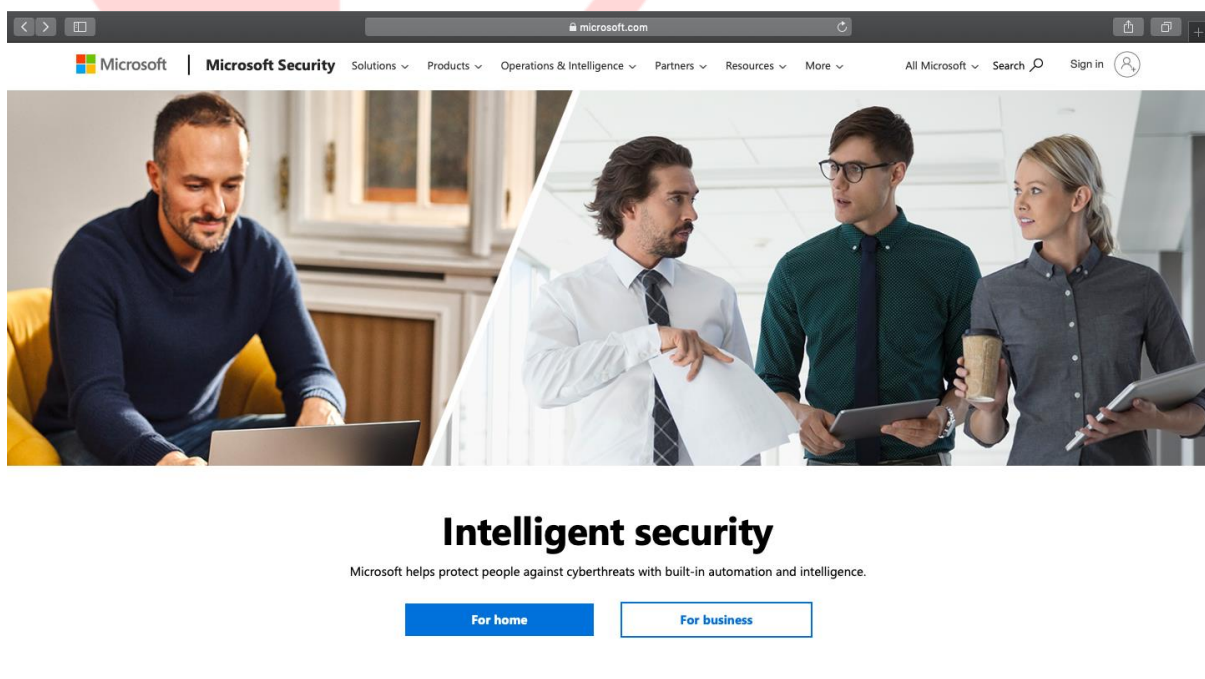 microsoft.com
Microsoft | Microsoft Security Solutions Products Operations & Intelligence Partners Resources More All Microsoft Search Sign in
Intelligent security
Microsoft helps protect people against cyberthreats with built-in automation and intelligence.
For home For business